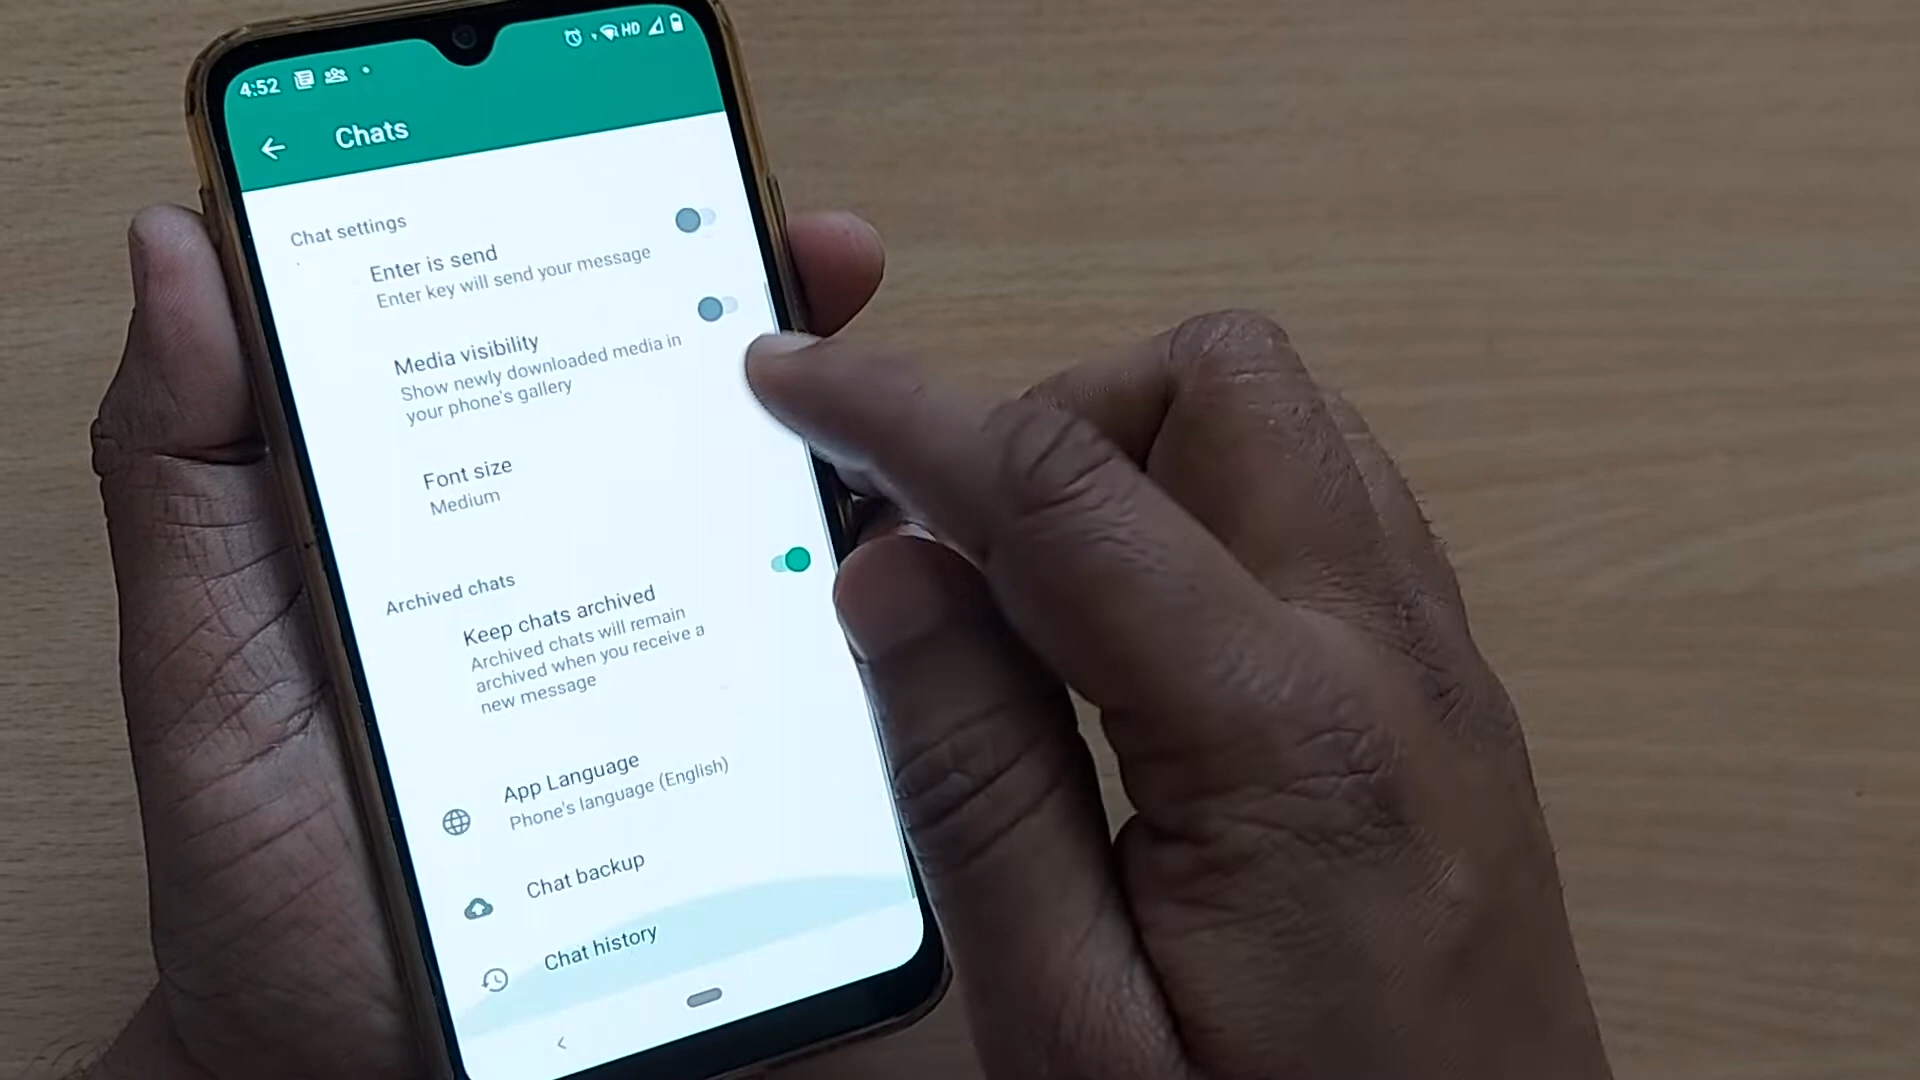 4:52
HD
Chats
Chat settings
Enter is send
Enter key will send your message
Media visibility
Show newly downloaded media in
your phone's gallery
Font size
Medium
Archived chats
Keep chats archived
Archived chats will remain
archived when you receive a
new message
App Language
Phone's language (English)
Chat backup
Chat history